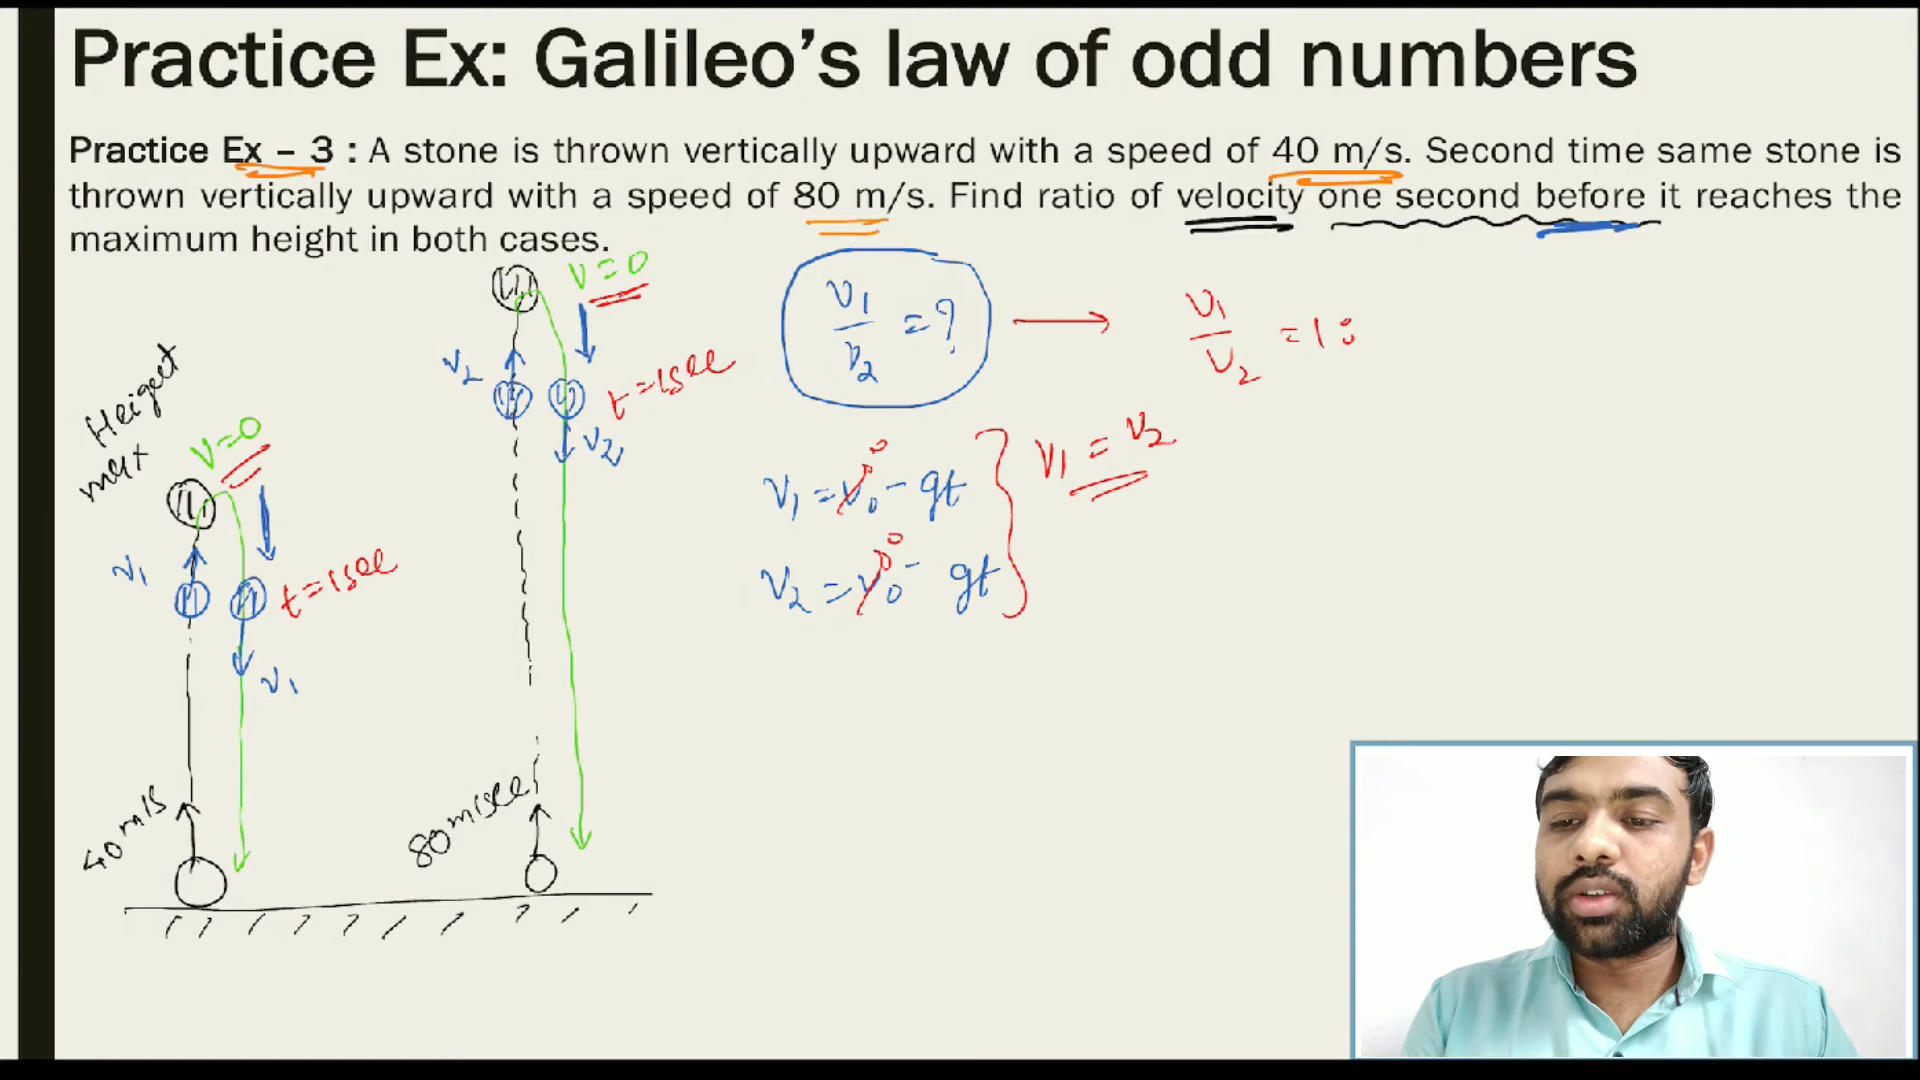 Practice Ex: Galileo’s law of odd numbers
Practice Ex – 3 : A stone is thrown vertically upward with a speed of 40 m/s. Second time same stone is
thrown vertically upward with a speed of 80 m/s. Find ratio of velocity one second before it reaches the
maximum height in both cases.
V=0
V1/V2 = ?
V1/V2 = 1:
V2
t=1sec
V2
max
V=0
V1 = V0 - gt
0
V1 = V2
V1
t=1sec
V2 = V0 - gt
0
V1
40 m/s
80 m/sec